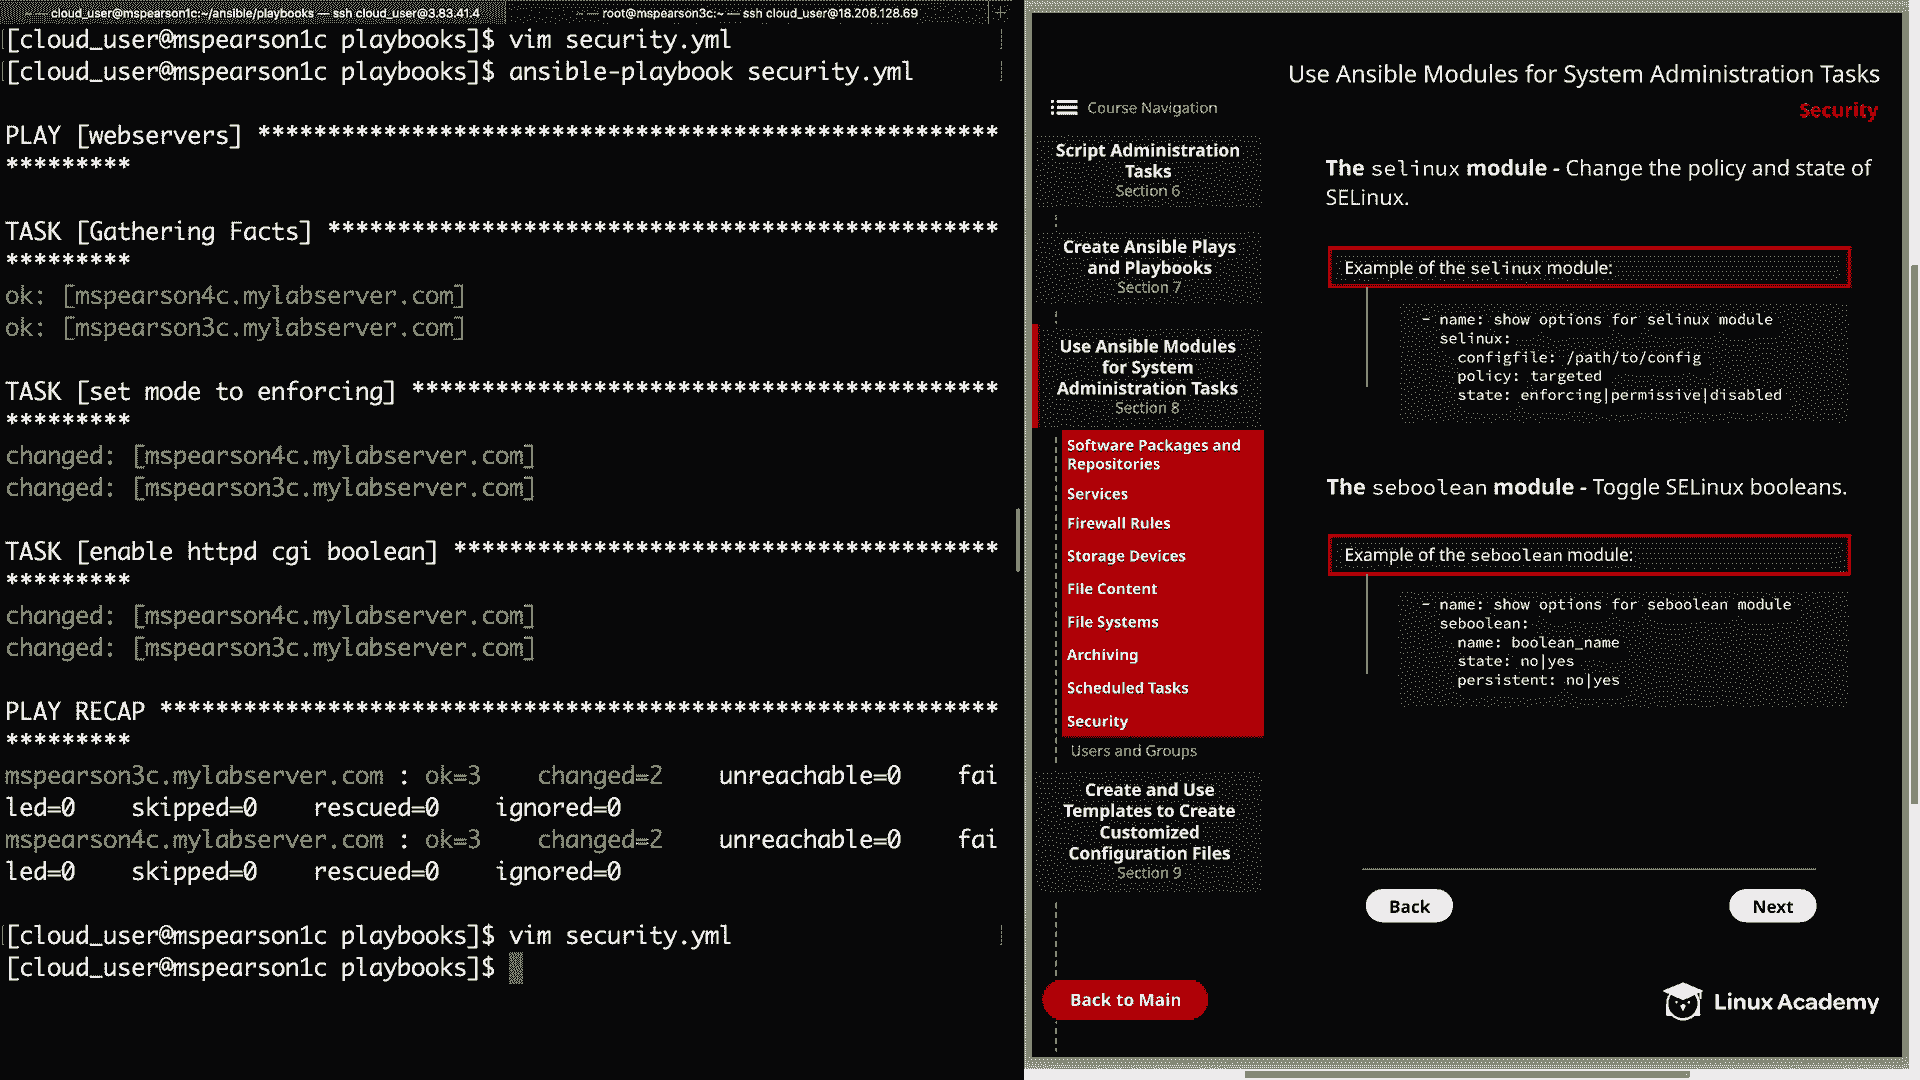 cloud_user@mspearson1c:~/ansible/playbooks — ssh cloud_user@3.83.41.4
root@mspearson3c:~ — ssh cloud_user@18.208.128.69
[cloud_user@mspearson1c playbooks]$ vim security.yml
[cloud_user@mspearson1c playbooks]$ ansible-playbook security.yml
PLAY [webservers] *****************************************************
*********
TASK [Gathering Facts] ************************************************
*********
ok: [mspearson4c.mylabserver.com]
ok: [mspearson3c.mylabserver.com]
TASK [set mode to enforcing] ******************************************
*********
changed: [mspearson4c.mylabserver.com]
changed: [mspearson3c.mylabserver.com]
TASK [enable httpd cgi boolean] ***************************************
*********
changed: [mspearson4c.mylabserver.com]
changed: [mspearson3c.mylabserver.com]
PLAY RECAP ************************************************************
*********
mspearson3c.mylabserver.com : ok=3    changed=2    unreachable=0    fai
led=0    skipped=0    rescued=0    ignored=0
mspearson4c.mylabserver.com : ok=3    changed=2    unreachable=0    fai
led=0    skipped=0    rescued=0    ignored=0
[cloud_user@mspearson1c playbooks]$ vim security.yml
[cloud_user@mspearson1c playbooks]$
Use Ansible Modules for System Administration Tasks
Security
Course Navigation
Script Administration
Tasks
Section 6
Create Ansible Plays
and Playbooks
Section 7
Use Ansible Modules
for System
Administration Tasks
Section 8
Software Packages and
Repositories
Services
Firewall Rules
Storage Devices
File Content
File Systems
Archiving
Scheduled Tasks
Security
Users and Groups
Create and Use
Templates to Create
Customized
Configuration Files
Section 9
Back to Main
The selinux module - Change the policy and state of
SELinux.
Example of the selinux module:
- name: show options for selinux module
selinux:
configfile: /path/to/config
policy: targeted
state: enforcing|permissive|disabled
The seboolean module - Toggle SELinux booleans.
Example of the seboolean module:
- name: show options for seboolean module
seboolean:
name: boolean_name
state: no|yes
persistent: no|yes
Back
Next
Linux Academy